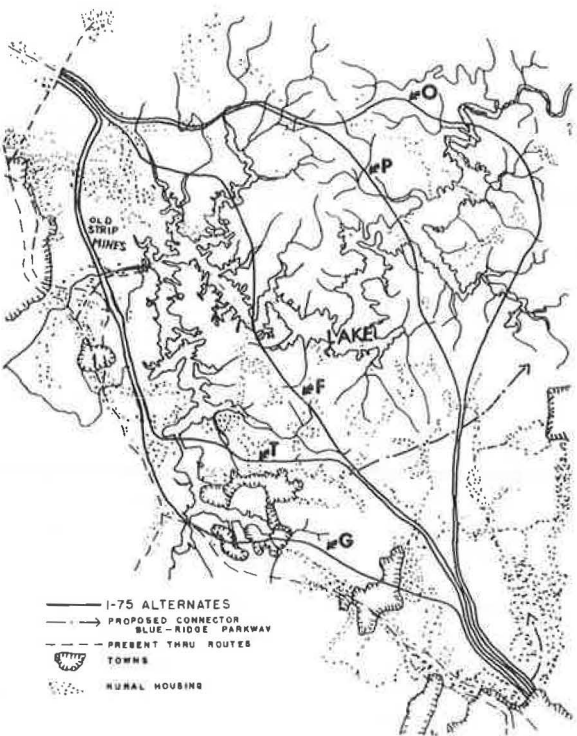 O
P
OLD
STRIP
MINES
LAKE
F
T
G
I-75 ALTERNATES
PROPOSED CONNECTOR
BLUE-RIDGE PARKWAY
PRESENT THRU ROUTES
TOWNS
RURAL HOUSING